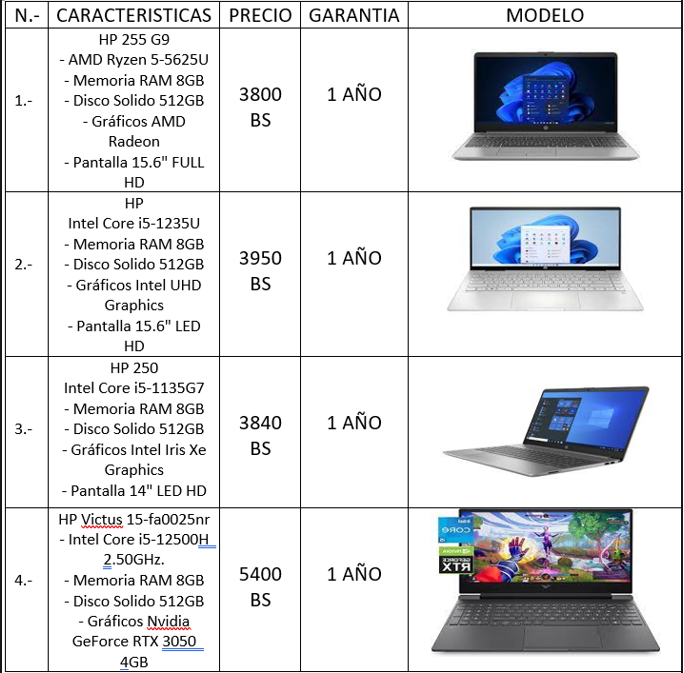 N.- CARACTERISTICAS PRECIO GARANTIA MODELO
1.-
HP 255 G9
- AMD Ryzen 5-5625U
- Memoria RAM 8GB
- Disco Solido 512GB
- Gráficos AMD
Radeon
- Pantalla 15.6" FULL
HD
3800
BS
1 AÑO
2.-
HP
Intel Core i5-1235U
- Memoria RAM 8GB
- Disco Solido 512GB
- Gráficos Intel UHD
Graphics
- Pantalla 15.6" LED
HD
3950
BS
1 AÑO
3.-
HP 250
Intel Core i5-1135G7
- Memoria RAM 8GB
- Disco Solido 512GB
- Gráficos Intel Iris Xe
Graphics
- Pantalla 14" LED HD
3840
BS
1 AÑO
4.-
HP Victus 15-fa0025nr
- Intel Core i5-12500H
2.50GHz.
- Memoria RAM 8GB
- Disco Solido 512GB
- Gráficos Nvidia
GeForce RTX 3050
4GB
5400
BS
1 AÑO
intel
CORE
i5
NVIDIA
GEFORCE
RTX